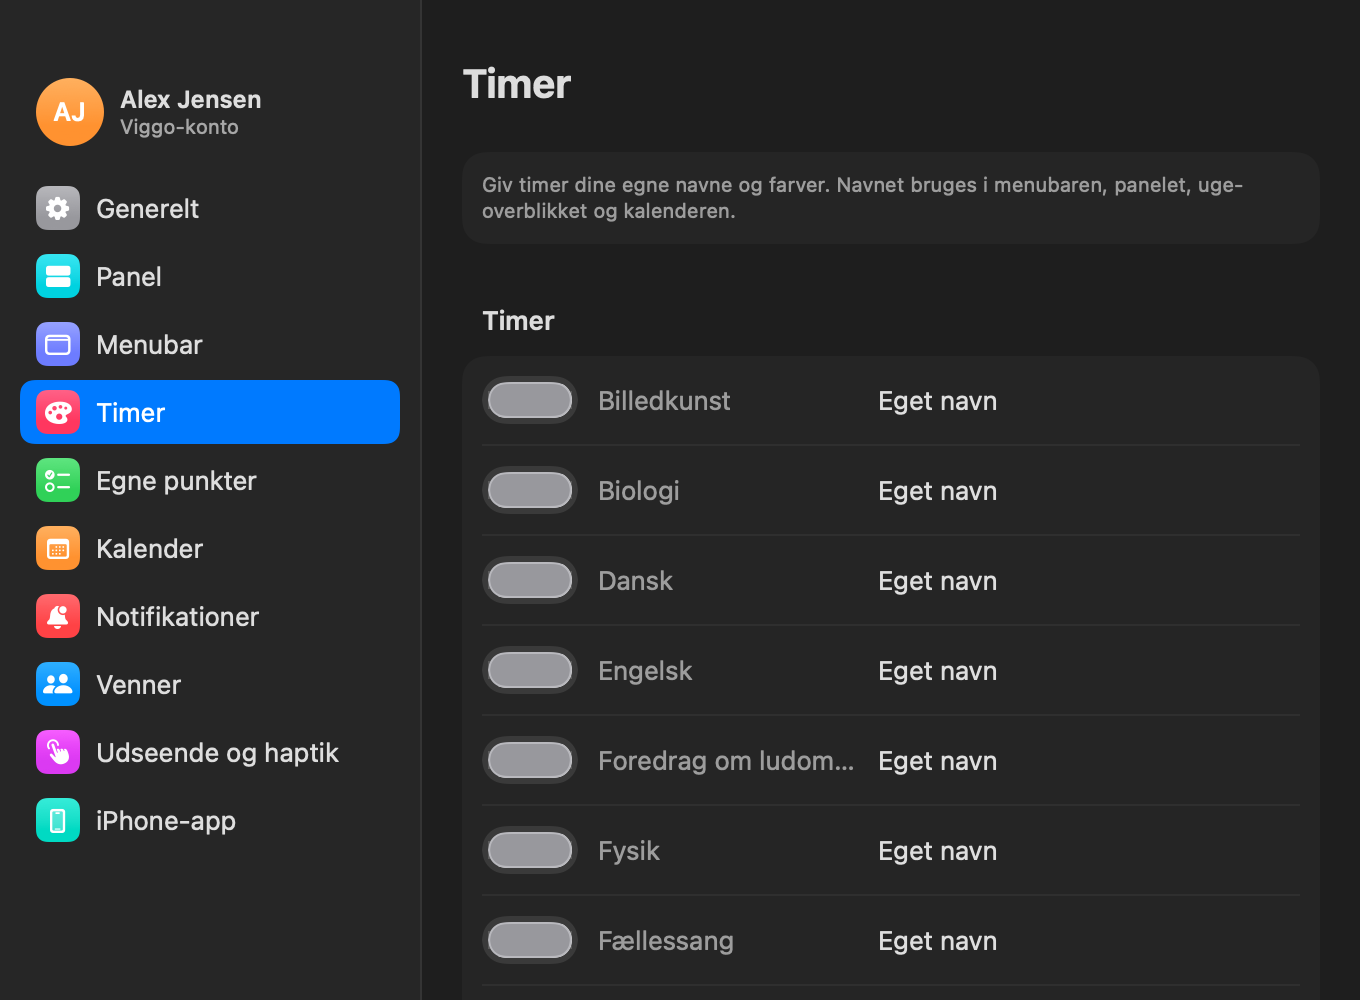 AJ
Alex Jensen
Viggo-konto
Generelt
Panel
Menubar
Timer
Egne punkter
Kalender
Notifikationer
Venner
Udseende og haptik
iPhone-app
Timer
Giv timer dine egne navne og farver. Navnet bruges i menubaren, panelet, uge-
overblikket og kalenderen.
Timer
Billedkunst Eget navn
Biologi Eget navn
Dansk Eget navn
Engelsk Eget navn
Foredrag om ludom... Eget navn
Fysik Eget navn
Fællessang Eget navn